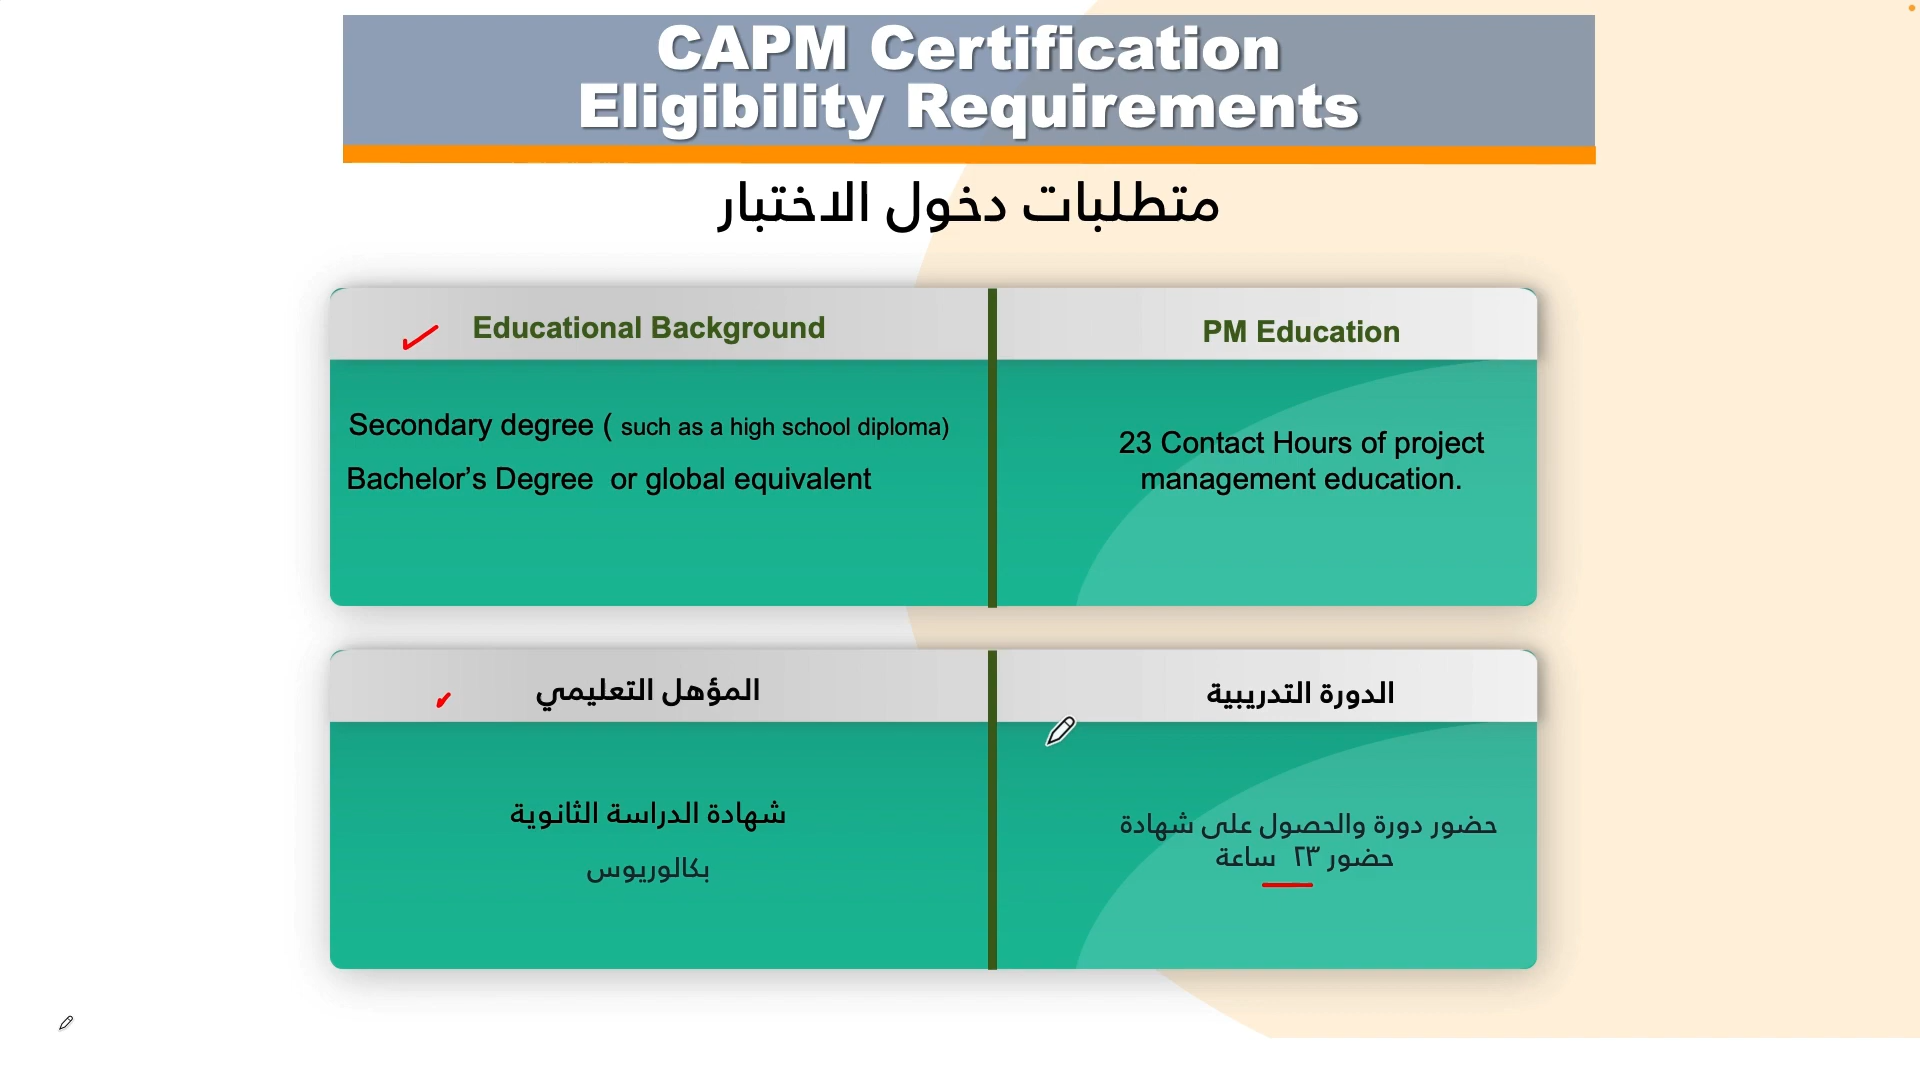 CAPM Certification
Eligibility Requirements
متطلبات دخول الاختبار
Educational Background
PM Education
Secondary degree ( such as a high school diploma)
Bachelor’s Degree or global equivalent
23 Contact Hours of project
management education.
المؤهل التعليمي
الدورة التدريبية
شهادة الدراسة الثانوية
بكالوريوس
حضور دورة والحصول على شهادة
حضور ٢٣ ساعة